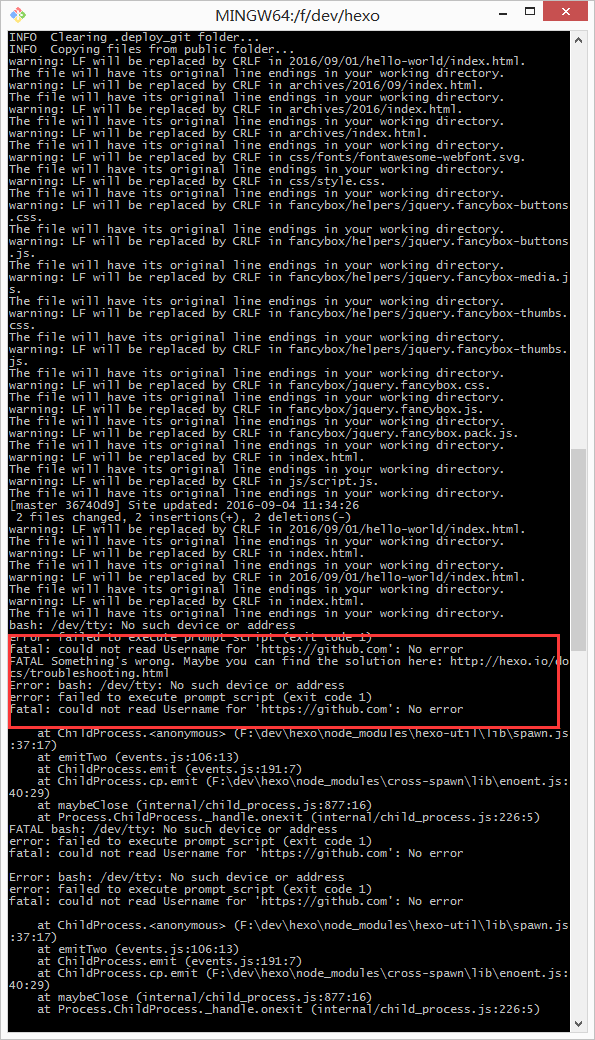 MINGW64:/f/dev/hexo
INFO  Clearing .deploy_git folder...
INFO  Copying files from public folder...
warning: LF will be replaced by CRLF in 2016/09/01/hello-world/index.html.
The file will have its original line endings in your working directory.
warning: LF will be replaced by CRLF in archives/2016/09/index.html.
The file will have its original line endings in your working directory.
warning: LF will be replaced by CRLF in archives/2016/index.html.
The file will have its original line endings in your working directory.
warning: LF will be replaced by CRLF in archives/index.html.
The file will have its original line endings in your working directory.
warning: LF will be replaced by CRLF in css/fonts/fontawesome-webfont.svg.
The file will have its original line endings in your working directory.
warning: LF will be replaced by CRLF in css/style.css.
The file will have its original line endings in your working directory.
warning: LF will be replaced by CRLF in fancybox/helpers/jquery.fancybox-buttons
.css.
The file will have its original line endings in your working directory.
warning: LF will be replaced by CRLF in fancybox/helpers/jquery.fancybox-buttons
.js.
The file will have its original line endings in your working directory.
warning: LF will be replaced by CRLF in fancybox/helpers/jquery.fancybox-media.j
s.
The file will have its original line endings in your working directory.
warning: LF will be replaced by CRLF in fancybox/helpers/jquery.fancybox-thumbs.
css.
The file will have its original line endings in your working directory.
warning: LF will be replaced by CRLF in fancybox/helpers/jquery.fancybox-thumbs.
js.
The file will have its original line endings in your working directory.
warning: LF will be replaced by CRLF in fancybox/jquery.fancybox.css.
The file will have its original line endings in your working directory.
warning: LF will be replaced by CRLF in fancybox/jquery.fancybox.js.
The file will have its original line endings in your working directory.
warning: LF will be replaced by CRLF in fancybox/jquery.fancybox.pack.js.
The file will have its original line endings in your working directory.
warning: LF will be replaced by CRLF in index.html.
The file will have its original line endings in your working directory.
warning: LF will be replaced by CRLF in js/script.js.
The file will have its original line endings in your working directory.
[master 36740d9] Site updated: 2016-09-04 11:34:26
 2 files changed, 2 insertions(+), 2 deletions(-)
warning: LF will be replaced by CRLF in 2016/09/01/hello-world/index.html.
The file will have its original line endings in your working directory.
warning: LF will be replaced by CRLF in index.html.
The file will have its original line endings in your working directory.
warning: LF will be replaced by CRLF in 2016/09/01/hello-world/index.html.
The file will have its original line endings in your working directory.
warning: LF will be replaced by CRLF in index.html.
The file will have its original line endings in your working directory.
bash: /dev/tty: No such device or address
error: failed to execute prompt script (exit code 1)
fatal: could not read Username for 'https://github.com': No error
FATAL Something's wrong. Maybe you can find the solution here: http://hexo.io/do
cs/troubleshooting.html
Error: bash: /dev/tty: No such device or address
error: failed to execute prompt script (exit code 1)
fatal: could not read Username for 'https://github.com': No error
    at ChildProcess.<anonymous> (F:\dev\hexo\node_modules\hexo-util\lib\spawn.js
:37:17)
    at emitTwo (events.js:106:13)
    at ChildProcess.emit (events.js:191:7)
    at ChildProcess.cp.emit (F:\dev\hexo\node_modules\cross-spawn\lib\enoent.js:
40:29)
    at maybeClose (internal/child_process.js:877:16)
    at Process.ChildProcess._handle.onexit (internal/child_process.js:226:5)
FATAL bash: /dev/tty: No such device or address
error: failed to execute prompt script (exit code 1)
fatal: could not read Username for 'https://github.com': No error
Error: bash: /dev/tty: No such device or address
error: failed to execute prompt script (exit code 1)
fatal: could not read Username for 'https://github.com': No error
    at ChildProcess.<anonymous> (F:\dev\hexo\node_modules\hexo-util\lib\spawn.js
:37:17)
    at emitTwo (events.js:106:13)
    at ChildProcess.emit (events.js:191:7)
    at ChildProcess.cp.emit (F:\dev\hexo\node_modules\cross-spawn\lib\enoent.js:
40:29)
    at maybeClose (internal/child_process.js:877:16)
    at Process.ChildProcess._handle.onexit (internal/child_process.js:226:5)